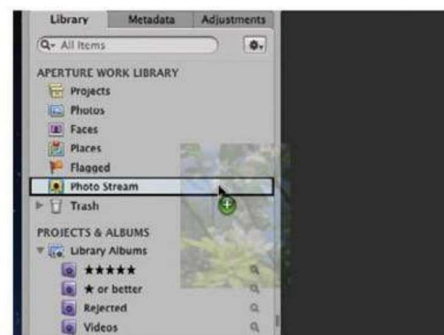 Library Metadata Adjustments
All Items
APERTURE WORK LIBRARY
Projects
Photos
Faces
Places
Flagged
Photo Stream
Trash
PROJECTS & ALBUMS
Library Albums
★★★★★
★ or better
Rejected
Videos